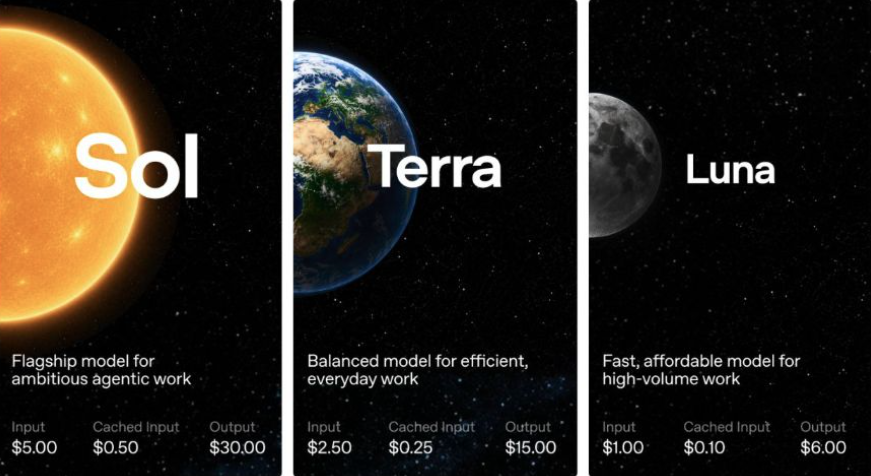 Sol
Flagship model for
ambitious agentic work
Input Cached Input Output
$5.00 $0.50 $30.00
Terra
Balanced model for efficient,
everyday work
Input Cached Input Output
$2.50 $0.25 $15.00
Luna
Fast, affordable model for
high-volume work
Input Cached Input Output
$1.00 $0.10 $6.00